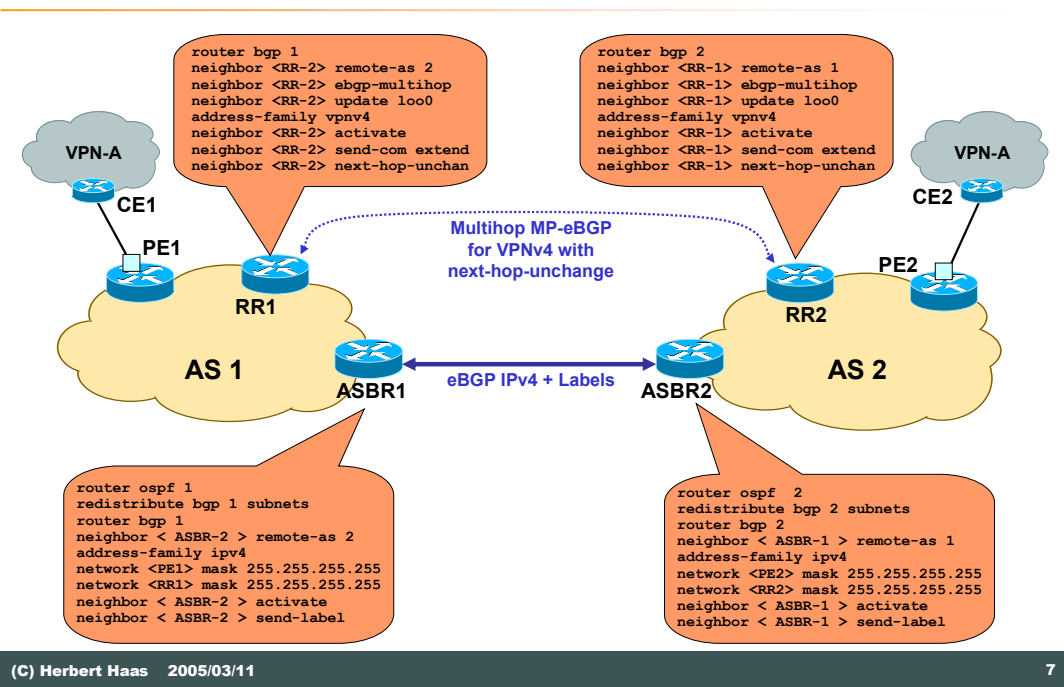 router bgp 1
neighbor <RR-2> remote-as 2
neighbor <RR-2> ebgp-multihop
neighbor <RR-2> update loo0
address-family vpnv4
neighbor <RR-2> activate
neighbor <RR-2> send-com extend
neighbor <RR-2> next-hop-unchan
router bgp 2
neighbor <RR-1> remote-as 1
neighbor <RR-1> ebgp-multihop
neighbor <RR-1> update loo0
address-family vpnv4
neighbor <RR-1> activate
neighbor <RR-1> send-com extend
neighbor <RR-1> next-hop-unchan
VPN-A
CE1
PE1
RR1
Multihop MP-eBGP
for VPNv4 with
next-hop-unchange
VPN-A
CE2
PE2
RR2
AS 1
ASBR1
eBGP IPv4 + Labels
ASBR2
AS 2
router ospf 1
redistribute bgp 1 subnets
router bgp 1
neighbor < ASBR-2 > remote-as 2
address-family ipv4
network <PE1> mask 255.255.255.255
network <RR1> mask 255.255.255.255
neighbor < ASBR-2 > activate
neighbor < ASBR-2 > send-label
router ospf  2
redistribute bgp 2 subnets
router bgp 2
neighbor < ASBR-1 > remote-as 1
address-family ipv4
network <PE2> mask 255.255.255.255
network <RR2> mask 255.255.255.255
neighbor < ASBR-1 > activate
neighbor < ASBR-1 > send-label
(C) Herbert Haas 2005/03/11
7